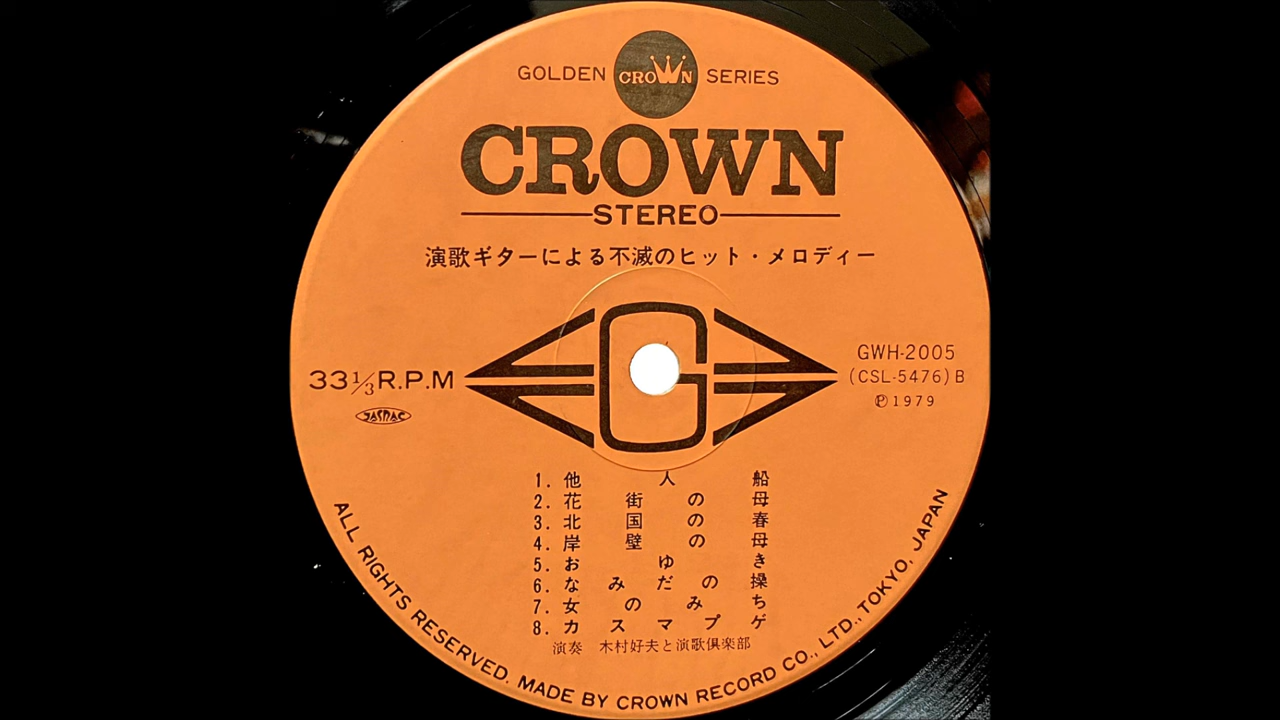 GOLDEN CROWN SERIES
CROWN
STEREO
演歌ギターによる不滅のヒット・メロディー
G
33 1/3 R.P.M
JASRAC
GWH-2005
(CSL-5476) B
Ⓟ1979
1. 他人船
2. 花街の母
3. 北国の春
4. 岸壁の母
5. おゆき
6. なみだの操
7. 女のみち
8. カスマプゲ
演奏 木村好夫と演歌倶楽部
ALL RIGHTS RESERVED. MADE BY CROWN RECORD CO., LTD., TOKYO, JAPAN